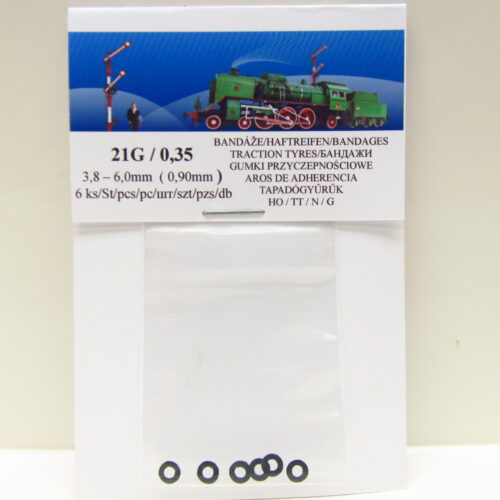 21G / 0,35
3,8 – 6,0mm ( 0,90mm )
6 ks/St/pcs/pc/шт/szt/pzs/db
BANDÁŽE/HAFTREIFEN/BANDAGES
TRACTION TYRES/БАНДАЖИ
GUMKI PRZYCZEPNOŚCIOWE
AROS DE ADHERENCIA
TAPADÓGYŰRŰK
HO / TT / N / G